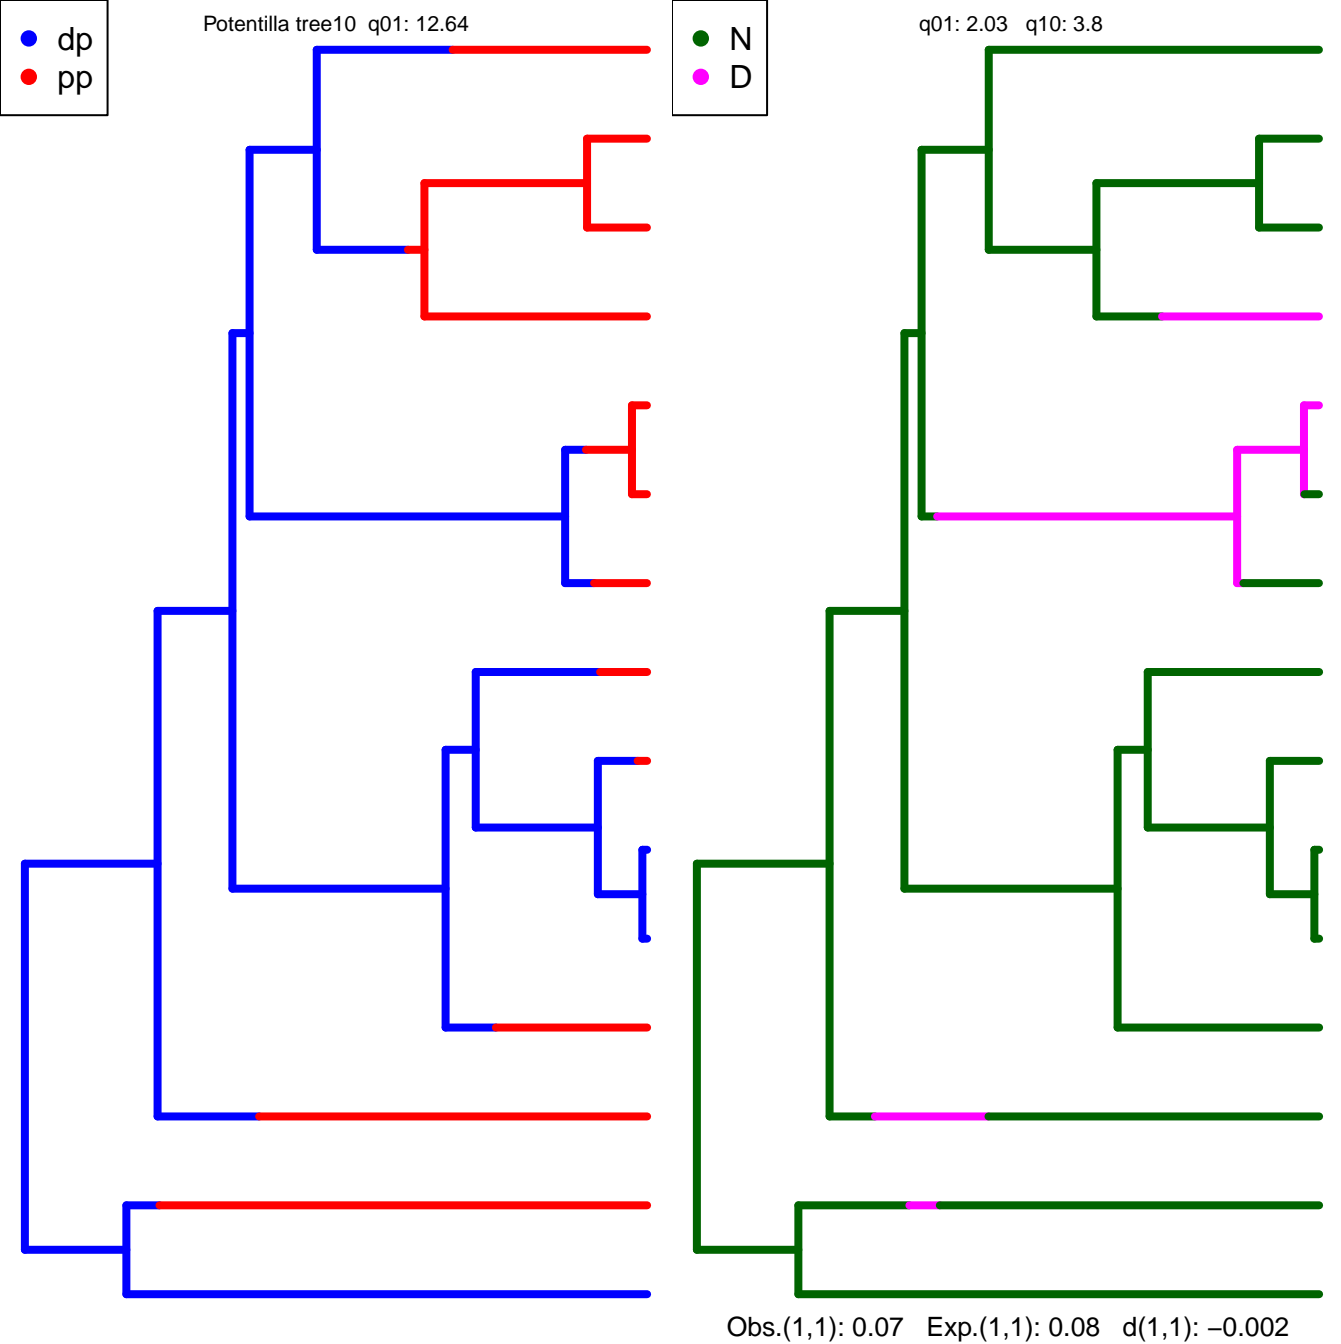 Potentilla tree10 q01: 12.64
dp
pp
q01: 2.03 q10: 3.8
N
D
Obs.(1,1): 0.07 Exp.(1,1): 0.08 d(1,1): −0.002